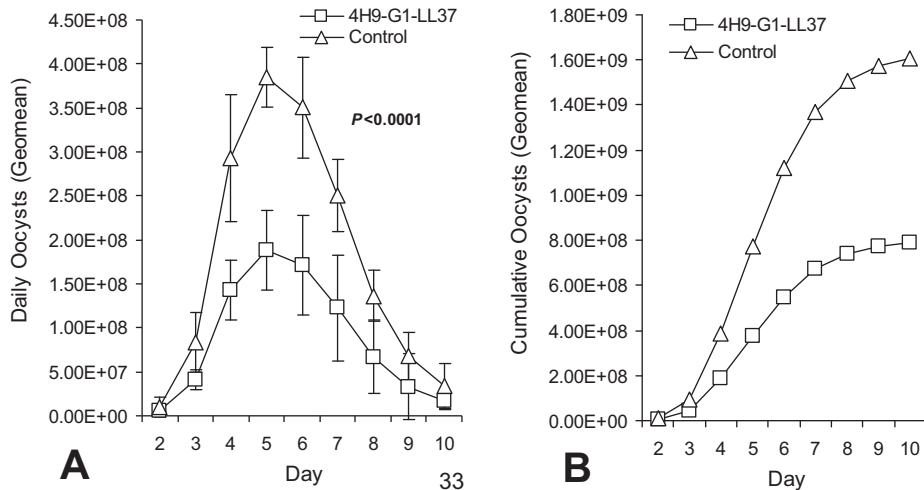 4H9-G1-LL37
Control
P<0.0001
Daily Oocysts (Geomean)
4.50E+08
4.00E+08
3.50E+08
3.00E+08
2.50E+08
2.00E+08
1.50E+08
1.00E+08
5.00E+07
0.00E+00
2 3 4 5 6 7 8 9 10
Day
A
33
4H9-G1-LL37
Control
Cumulative Oocysts (Geomean)
1.80E+09
1.60E+09
1.40E+09
1.20E+09
1.00E+09
8.00E+08
6.00E+08
4.00E+08
2.00E+08
0.00E+00
2 3 4 5 6 7 8 9 10
Day
B